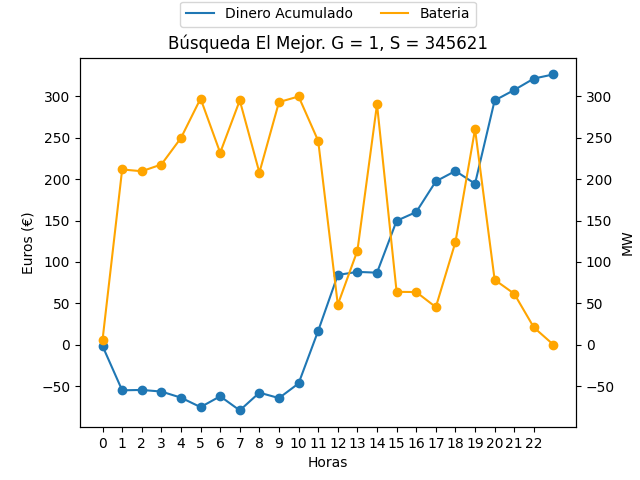 Dinero Acumulado Bateria
Búsqueda El Mejor. G = 1, S = 345621
300 300
250 250
200 200
150 150
100 100
50 50
0 0
−50 −50
Euros (€)
MW
0 1 2 3 4 5 6 7 8 9 10 11 12 13 14 15 16 17 18 19 20 21 22
Horas